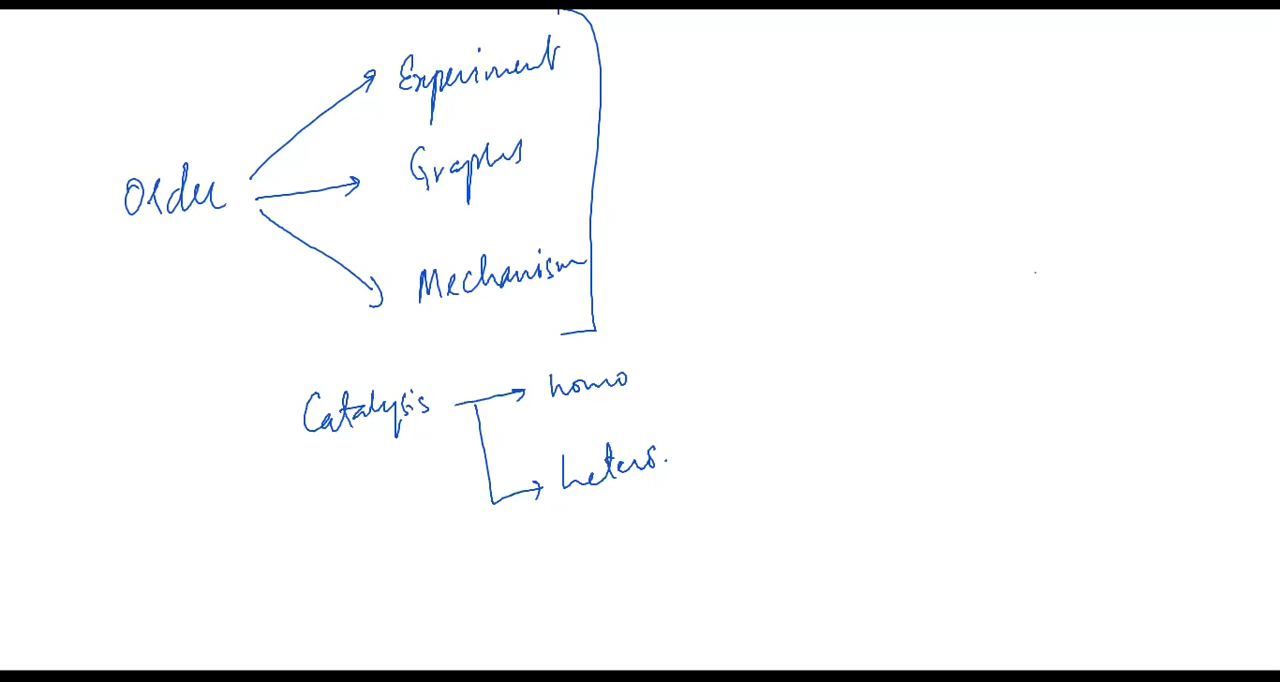 Experiment
Graphs
Order
Mechanism
Catalysis
homo
hetero.